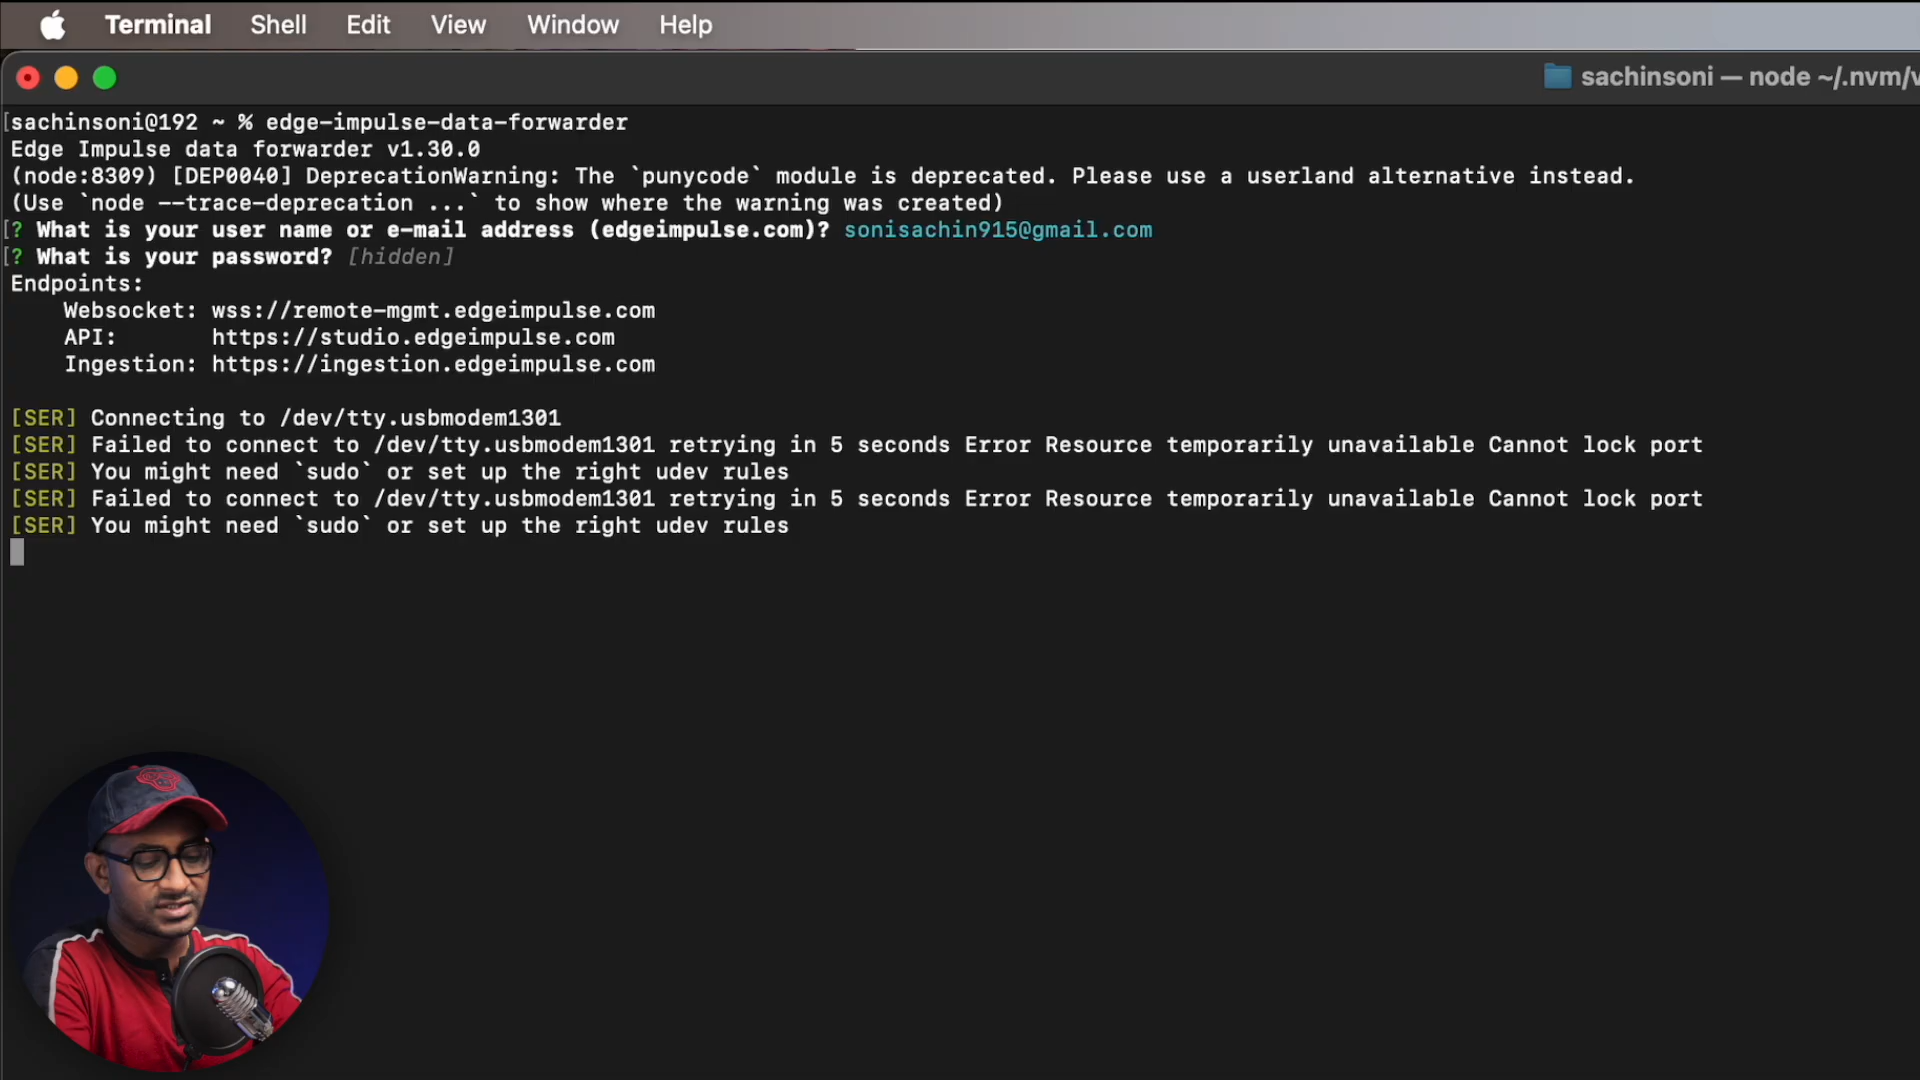 Terminal Shell Edit View Window Help
sachinsoni — node ~/.nvm/v
[sachinsoni@192 ~ % edge-impulse-data-forwarder
Edge Impulse data forwarder v1.30.0
(node:8309) [DEP0040] DeprecationWarning: The `punycode` module is deprecated. Please use a userland alternative instead.
(Use `node --trace-deprecation ...` to show where the warning was created)
[? What is your user name or e-mail address (edgeimpulse.com)? sonisachin915@gmail.com
[? What is your password? [hidden]
Endpoints:
Websocket: wss://remote-mgmt.edgeimpulse.com
API: https://studio.edgeimpulse.com
Ingestion: https://ingestion.edgeimpulse.com
[SER] Connecting to /dev/tty.usbmodem1301
[SER] Failed to connect to /dev/tty.usbmodem1301 retrying in 5 seconds Error Resource temporarily unavailable Cannot lock port
[SER] You might need `sudo` or set up the right udev rules
[SER] Failed to connect to /dev/tty.usbmodem1301 retrying in 5 seconds Error Resource temporarily unavailable Cannot lock port
[SER] You might need `sudo` or set up the right udev rules